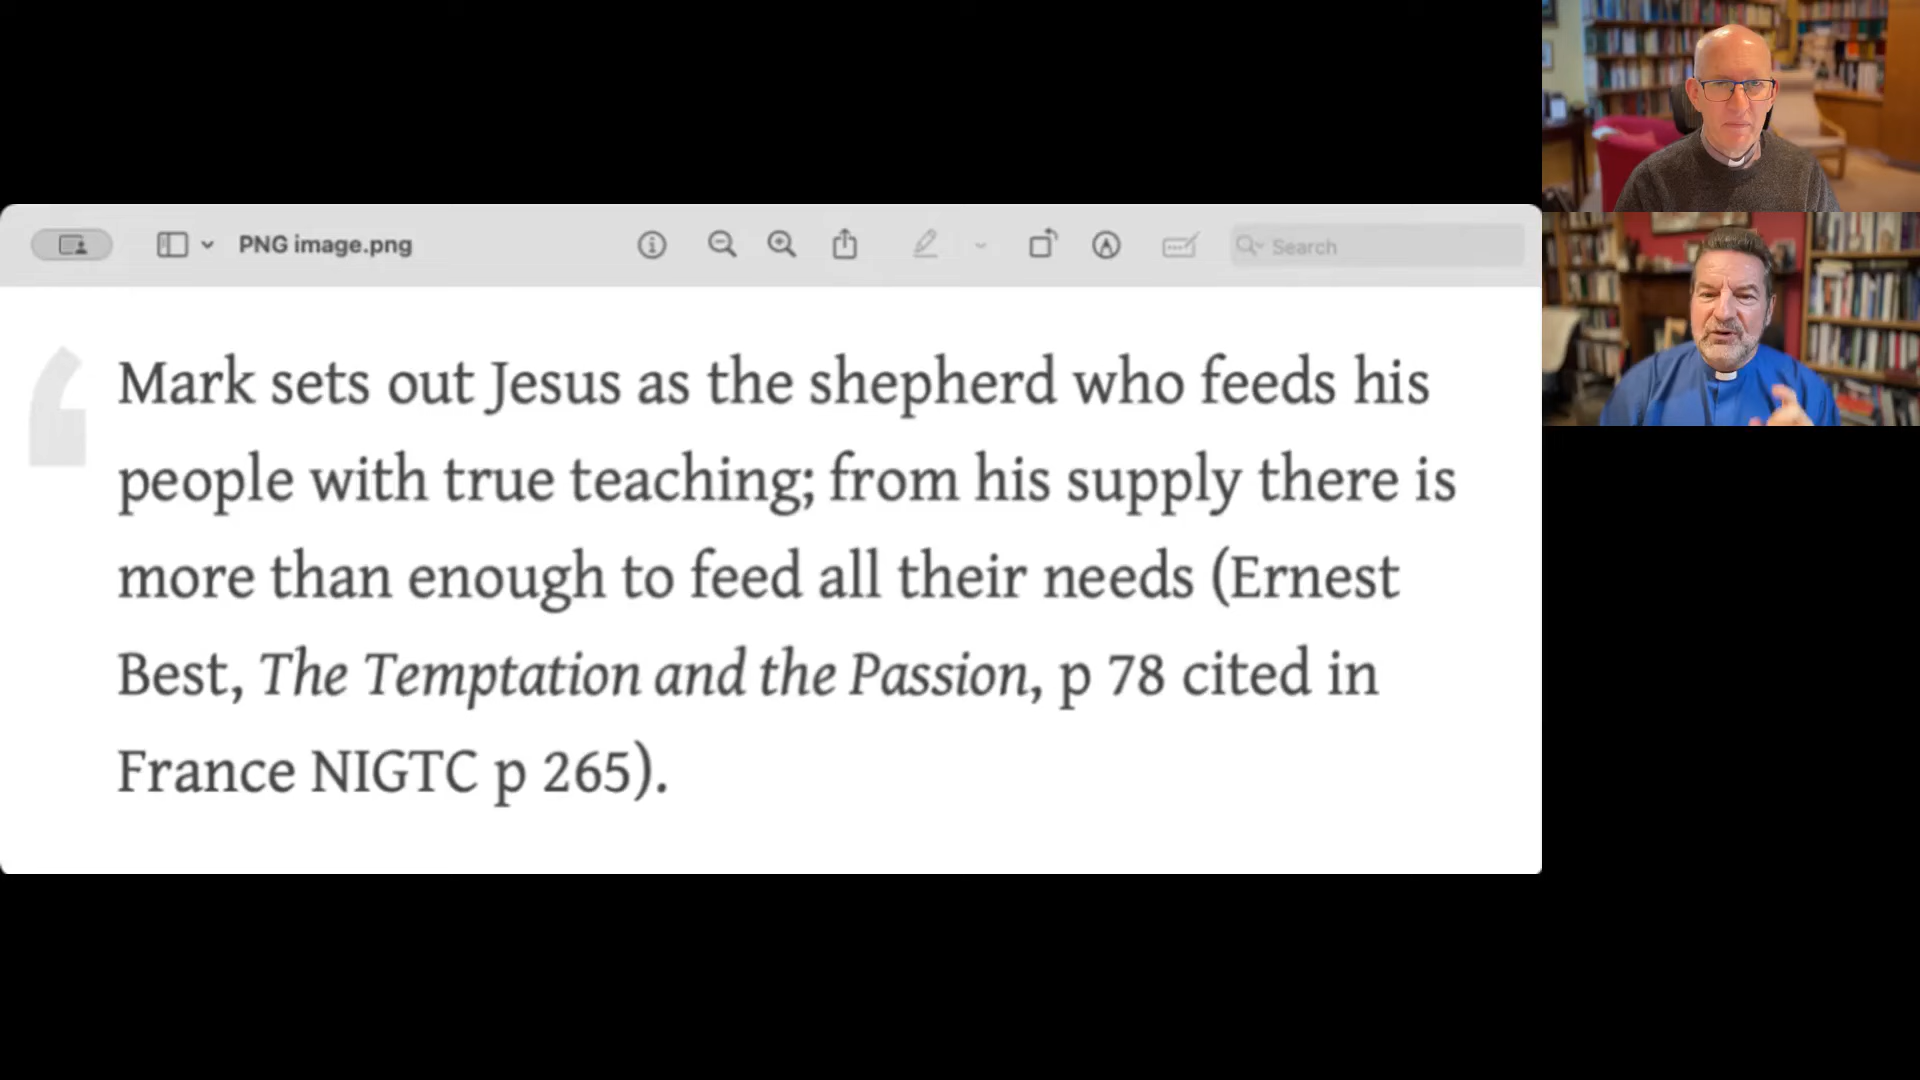 PNG image.png
Search
Mark sets out Jesus as the shepherd who feeds his
people with true teaching; from his supply there is
more than enough to feed all their needs (Ernest
Best, The Temptation and the Passion, p 78 cited in
France NIGTC p 265).